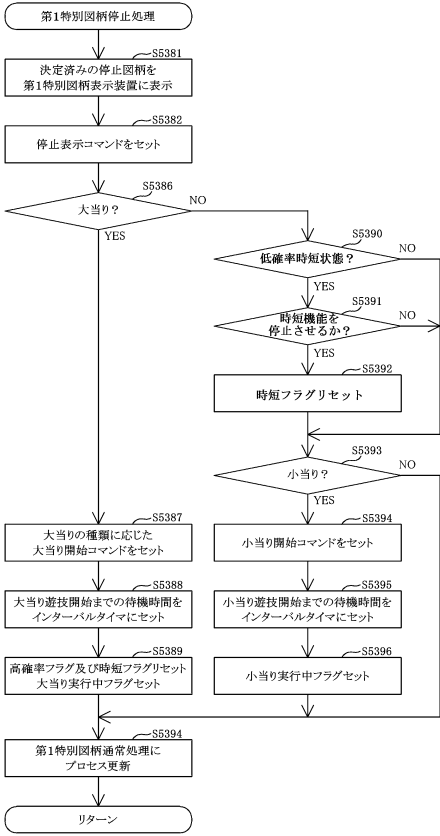 第1特別図柄停止処理
S5381
決定済みの停止図柄を
第1特別図柄表示装置に表示
S5382
停止表示コマンドをセット
S5386
大当り?
NO
YES
S5390
低確率時短状態?
NO
YES
S5391
時短機能を
停止させるか?
NO
YES
S5392
時短フラグリセット
S5393
小当り?
NO
YES
S5387
大当りの種類に応じた
大当り開始コマンドをセット
S5394
小当り開始コマンドをセット
S5388
大当り遊技開始までの待機時間を
インターバルタイマにセット
S5395
小当り遊技開始までの待機時間を
インターバルタイマにセット
S5389
高確率フラグ及び時短フラグリセット
大当り実行中フラグセット
S5396
小当り実行中フラグセット
S5394
第1特別図柄通常処理に
プロセス更新
リターン